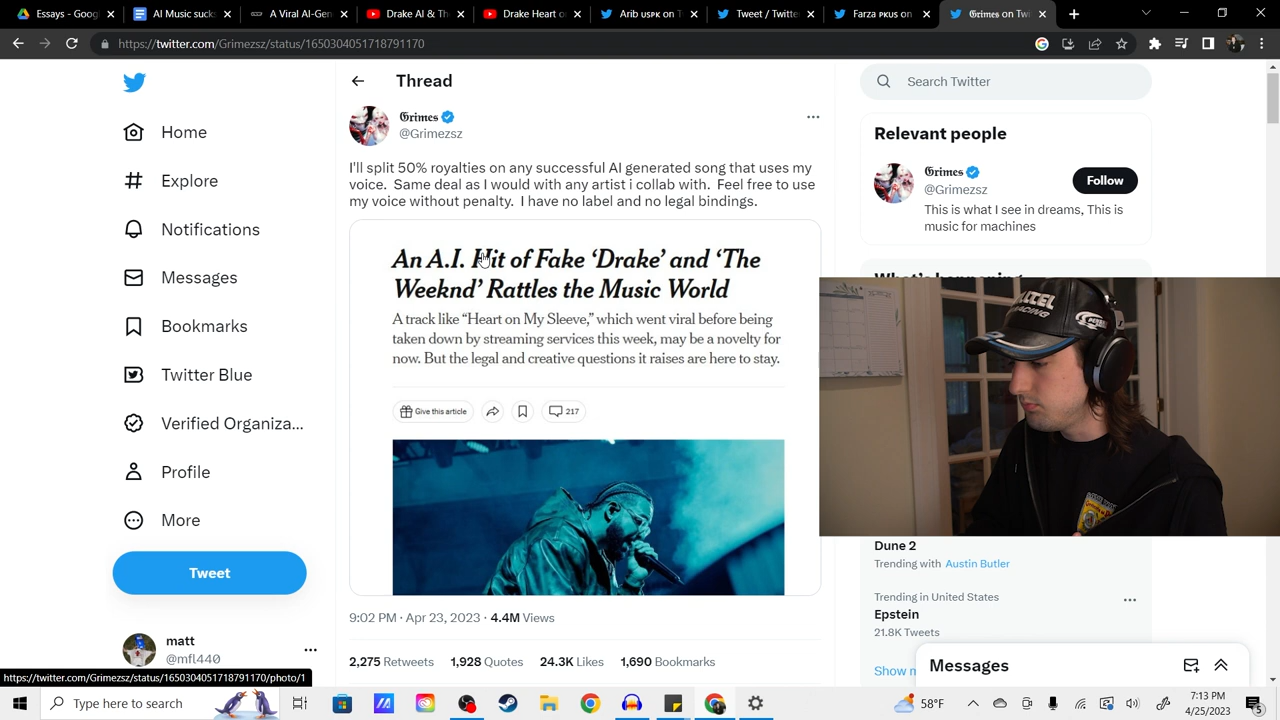 Essays - Googl
AI Music suck
A Viral AI-Gen
Drake AI & Th
Drake Heart o
Arib uspk on T
Tweet / Twitte
Farza pkus on
Grimes on Twi
https://twitter.com/Grimezsz/status/1650304051718791170
Home
Explore
Notifications
Messages
Bookmarks
Twitter Blue
Verified Organiza...
Profile
More
Tweet
matt
@mfl440
Thread
Grimes
@Grimezsz
I'll split 50% royalties on any successful AI generated song that uses my
voice. Same deal as I would with any artist i collab with. Feel free to use
my voice without penalty. I have no label and no legal bindings.
An A.I. Hit of Fake ‘Drake’ and ‘The
Weeknd’ Rattles the Music World
A track like “Heart on My Sleeve,” which went viral before being
taken down by streaming services this week, may be a novelty for
now. But the legal and creative questions it raises are here to stay.
Give this article
217
9:02 PM · Apr 23, 2023 · 4.4M Views
2,275 Retweets 1,928 Quotes 24.3K Likes 1,690 Bookmarks
Search Twitter
Relevant people
Grimes
@Grimezsz
Follow
This is what I see in dreams, This is
music for machines
What's happening
RACING
Dune 2
Trending with Austin Butler
Trending in United States
Epstein
21.8K Tweets
Show m
Messages
https://twitter.com/Grimezsz/status/1650304051718791170/photo/1
Type here to search
58°F
7:13 PM
4/25/2023
5